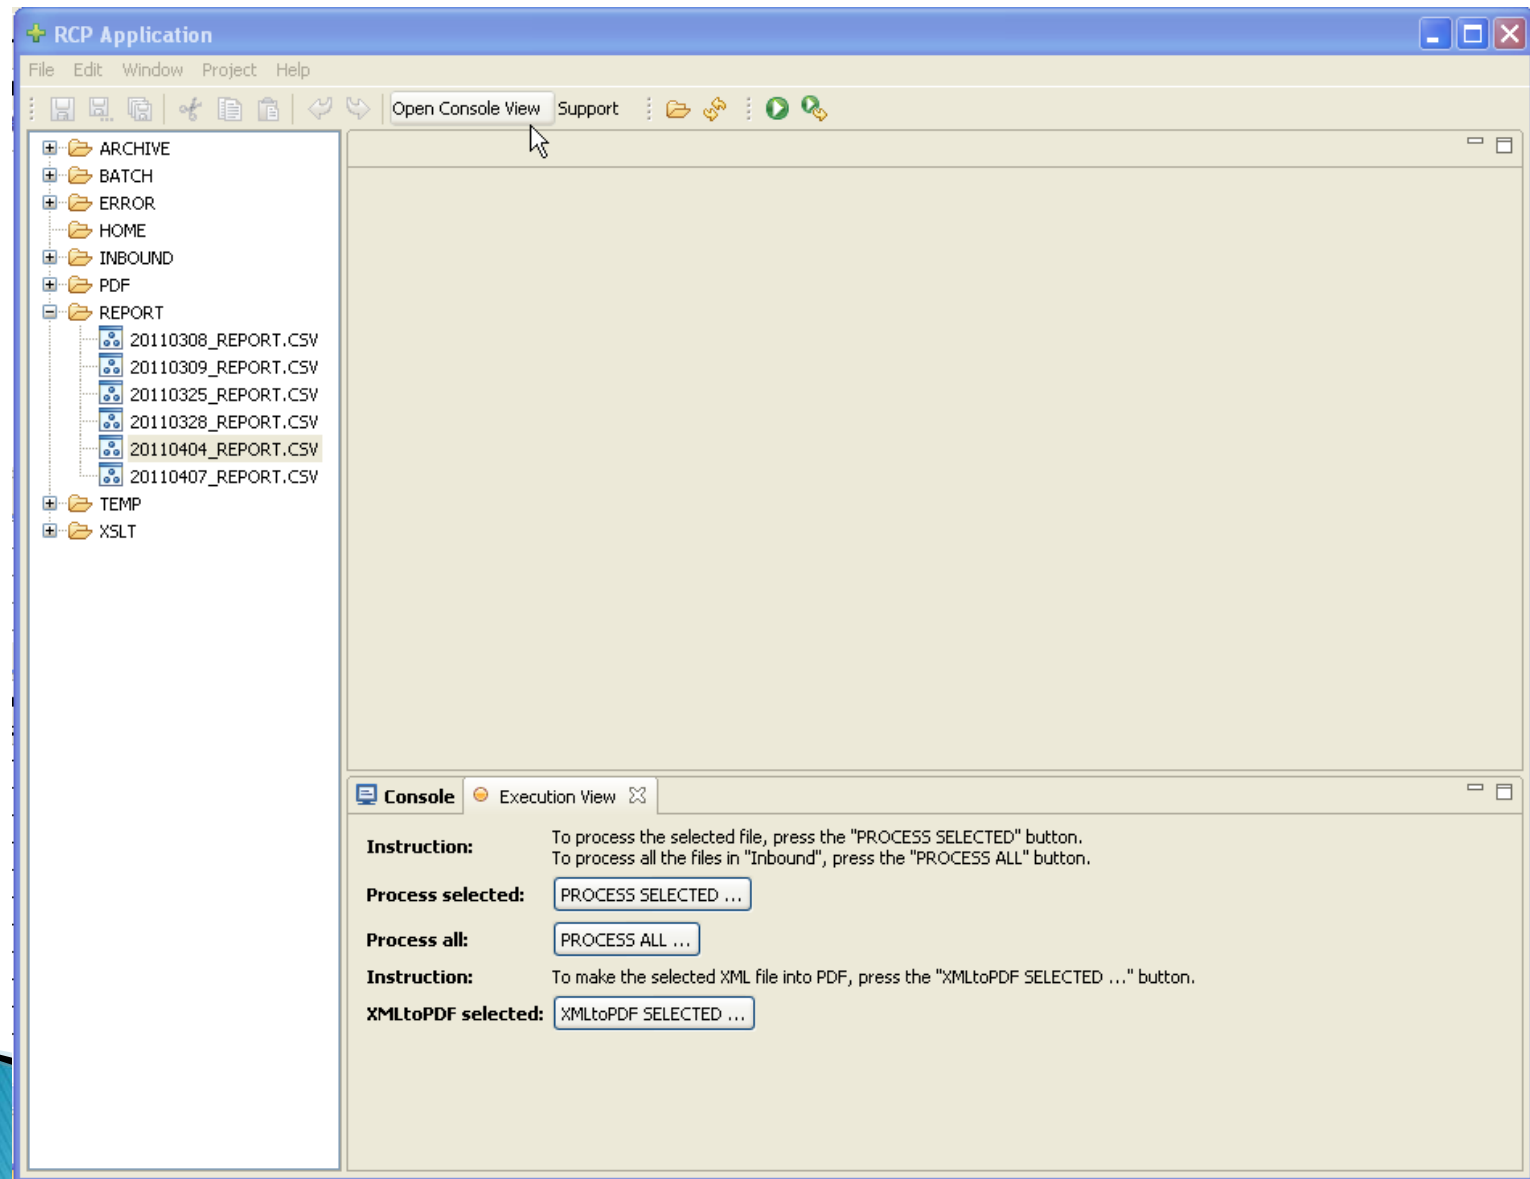 RCP Application
File Edit Window Project Help
Open Console View Support
ARCHIVE
BATCH
ERROR
HOME
INBOUND
PDF
REPORT
20110308_REPORT.CSV
20110309_REPORT.CSV
20110325_REPORT.CSV
20110328_REPORT.CSV
20110404_REPORT.CSV
20110407_REPORT.CSV
TEMP
XSLT
Console Execution View
Instruction: To process the selected file, press the "PROCESS SELECTED" button.
To process all the files in "Inbound", press the "PROCESS ALL" button.
Process selected: PROCESS SELECTED ...
Process all: PROCESS ALL ...
Instruction: To make the selected XML file into PDF, press the "XMLtoPDF SELECTED ..." button.
XMLtoPDF selected: XMLtoPDF SELECTED ...